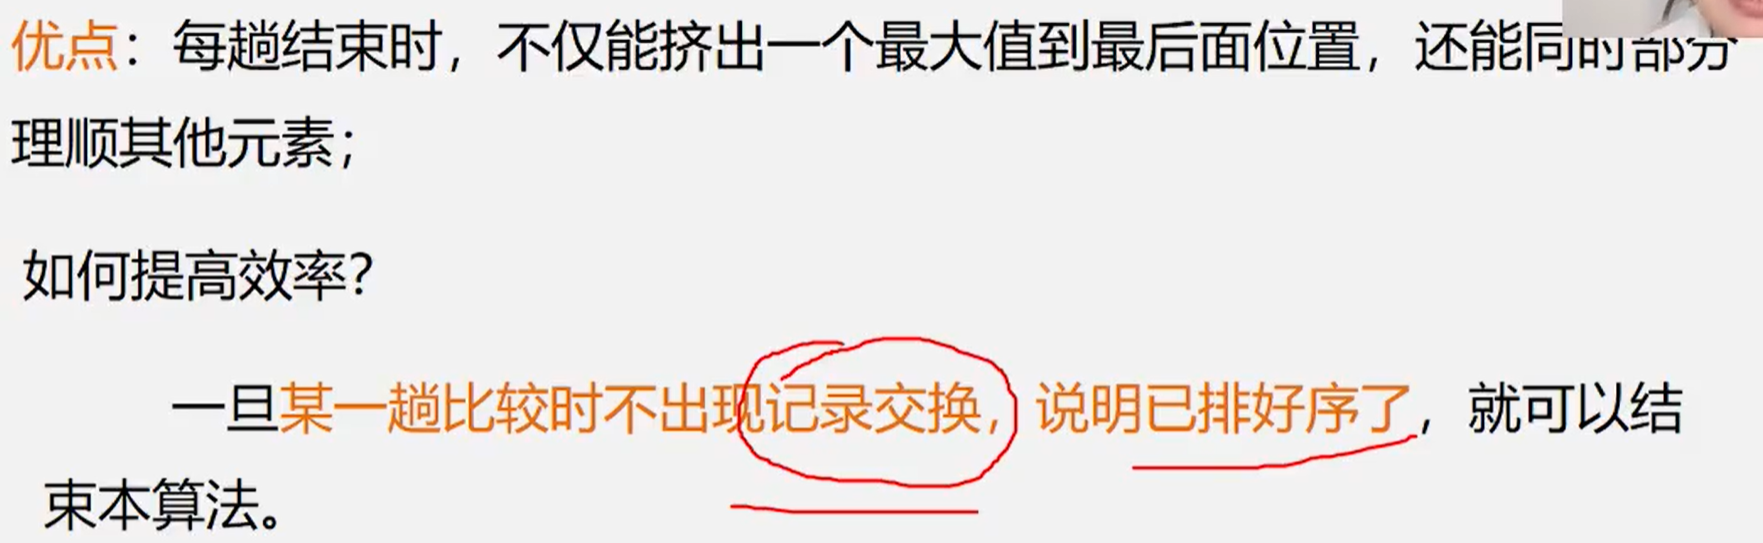 优点：每趟结束时，不仅能挤出一个最大值到最后面位置，还能同时部分
理顺其他元素；
如何提高效率？
一旦某一趟比较时不出现记录交换，说明已排好序了，就可以结
束本算法。